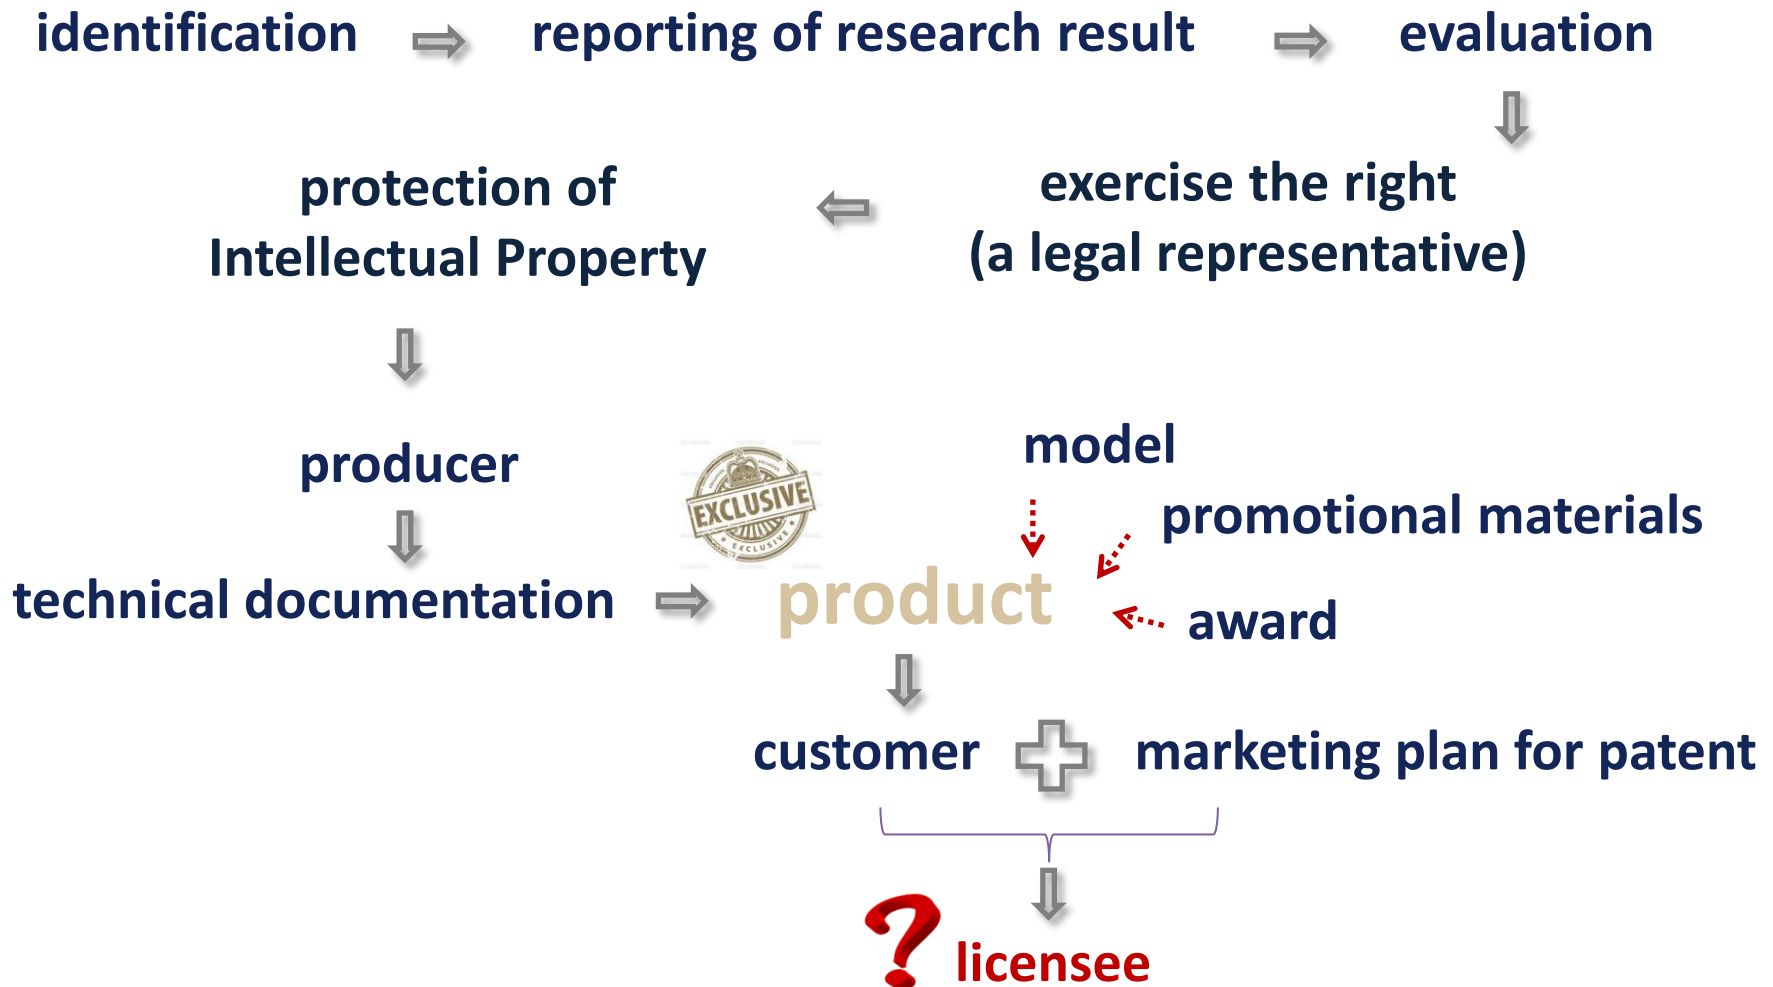 identification
reporting of research result
evaluation
protection of
Intellectual Property
exercise the right
(a legal representative)
producer
EXCLUSIVE
EXCLUSIVE
model
promotional materials
technical documentation
product
award
customer
marketing plan for patent
?
licensee